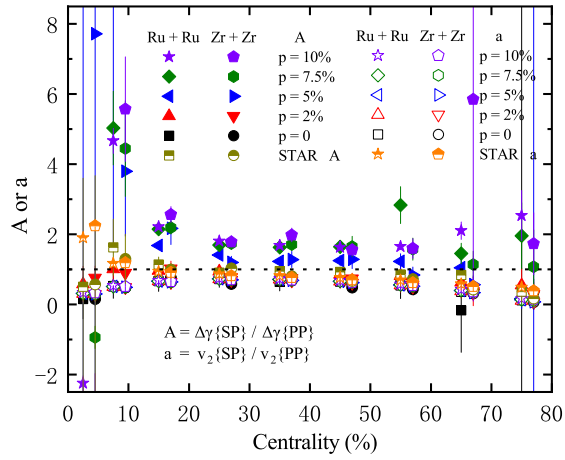 Ru + Ru Zr + Zr A Ru + Ru Zr + Zr a
p = 10% p = 10%
p = 7.5% p = 7.5%
p = 5% p = 5%
p = 2% p = 2%
p = 0 p = 0
STAR A STAR a
8
6
4
2
0
−2
A or a
A = Δγ{SP} / Δγ{PP}
a = v₂{SP} / v₂{PP}
0 10 20 30 40 50 60 70 80
Centrality (%)